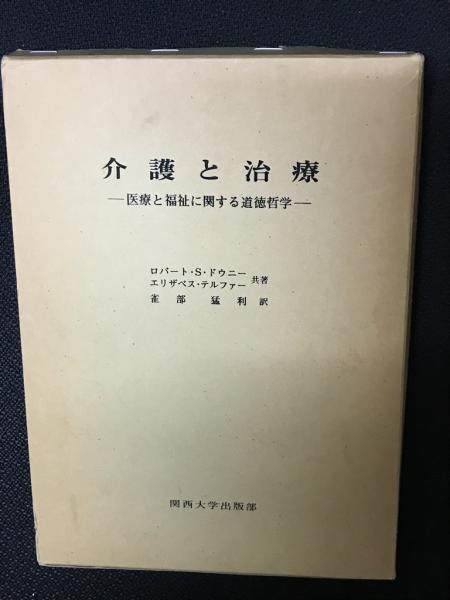 介護と治療
―医療と福祉に関する道徳哲学―
ロバート・S・ドウニー
エリザベス・テルファー 共著
雀部猛利 訳
関西大学出版部